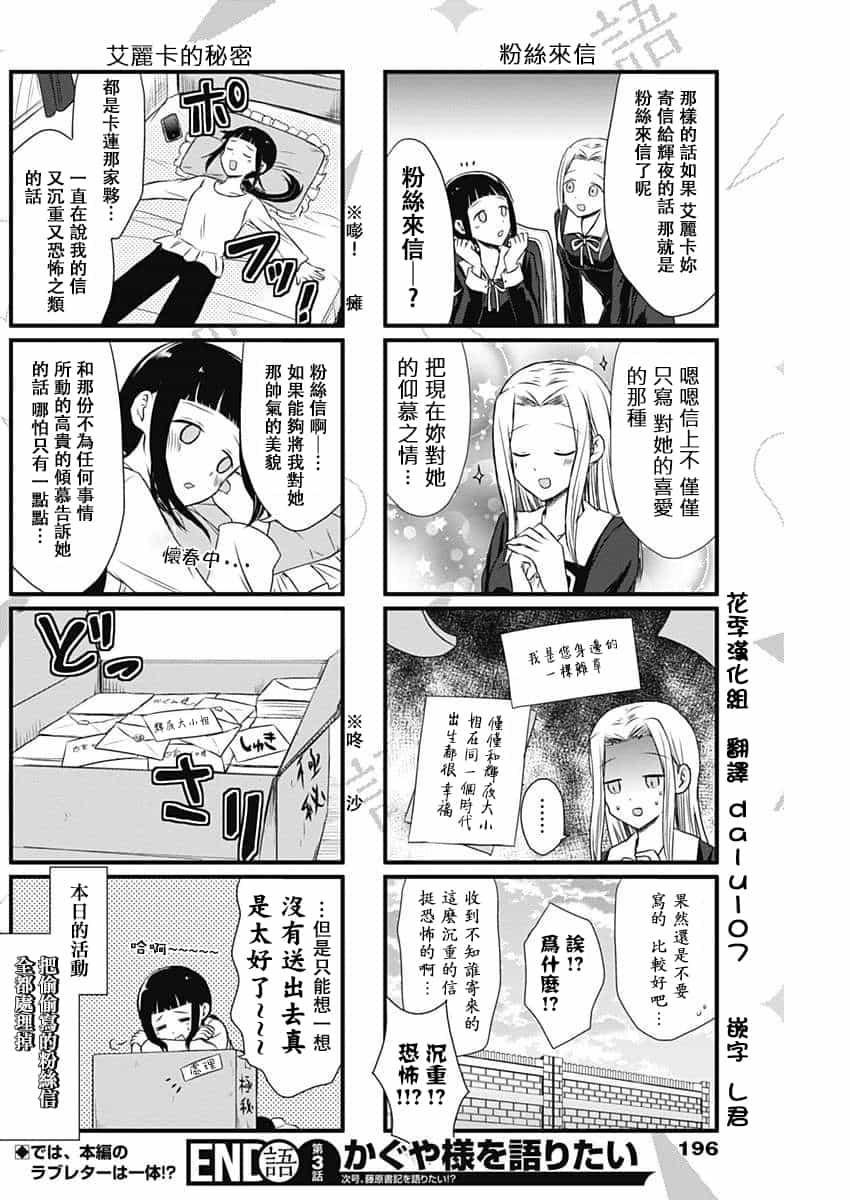 粉絲來信
那樣的話如果 艾麗卡妳
寄信給輝夜的話 那就是
粉絲來信了呢
粉絲來信—?
嗯嗯信上不 僅僅
只寫 對她的喜愛
的那種
把現在妳對她
的仰慕之情…
我是您身邊的
一棵雜草
僅僅和輝夜大小
姐在同一個時代
出生都很 幸福
…
果然還是不要
寫的 比較好吧…
誒!?
爲什麼!?
收到不知誰寄來的
這麼沉重的信
挺恐怖的啊…
沉重!?
恐怖!!?
艾麗卡的秘密
ボフッ!
※嘭! 癱
都是卡蓮那家夥…
一直在說我的信
又沉重又恐怖之類
的話
粉絲信啊—…
如果能夠將我對她
那帥氣的美貌
和那份不為任何事情
所動的高貴的傾慕告訴她
的話 哪怕只有一點點…
懷春中...
どっさり
※咚 沙
輝夜大小姐
しゅき
極秘
…但是只能想一想
沒有送出去真
是太好了~~~
哈啊~~~~~
處理
極秘
本日的活動
把偷偷寫的粉絲信
全都處理掉
花季漢化組 翻譯 daluL07 嵌字 L君
語
語
◆では、本編の
ラブレターは一体!?
END 語 第3話 かぐや様を語りたい
次号、藤原書記を語りたい!?
196